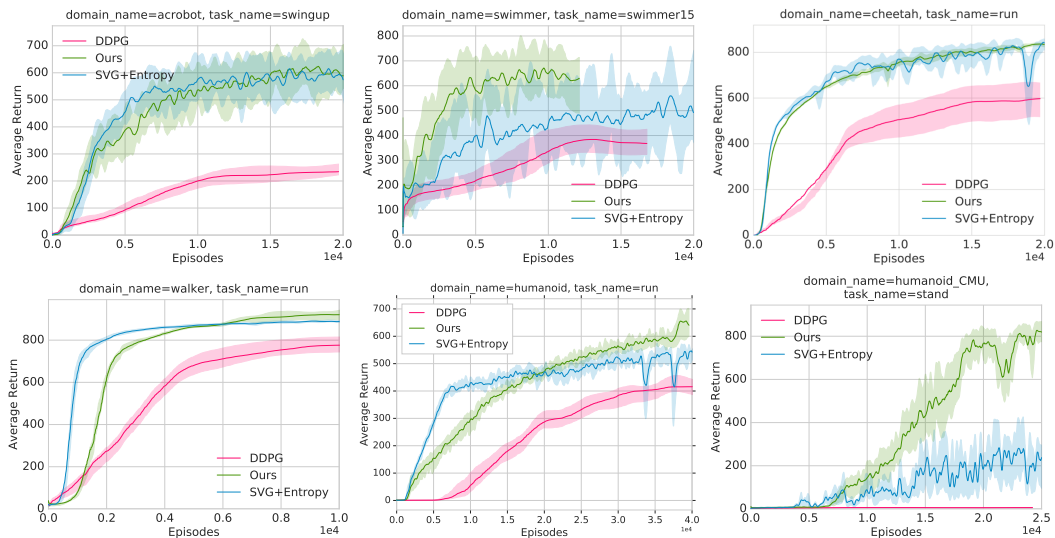 domain_name=acrobot, task_name=swingup
Average Return
700
600
500
400
300
200
100
0
DDPG
Ours
SVG+Entropy
0.0 0.5 1.0 1.5 2.0
1e4
Episodes
domain_name=swimmer, task_name=swimmer15
Average Return
800
700
600
500
400
300
200
100
0
DDPG
Ours
SVG+Entropy
0.0 0.5 1.0 1.5 2.0
1e4
Episodes
domain_name=cheetah, task_name=run
Average Return
800
600
400
200
0
DDPG
Ours
SVG+Entropy
0.0 0.5 1.0 1.5 2.0
1e4
Episodes
domain_name=walker, task_name=run
Average Return
800
600
400
200
0
DDPG
Ours
SVG+Entropy
0.0 0.2 0.4 0.6 0.8 1.0
1e4
Episodes
domain_name=humanoid, task_name=run
Average Return
700
600
500
400
300
200
100
0
DDPG
Ours
SVG+Entropy
0.0 0.5 1.0 1.5 2.0 2.5 3.0 3.5 4.0
1e4
Episodes
domain_name=humanoid_CMU,
task_name=stand
Average Return
800
600
400
200
0
DDPG
Ours
SVG+Entropy
0.0 0.5 1.0 1.5 2.0 2.5
1e4
Episodes